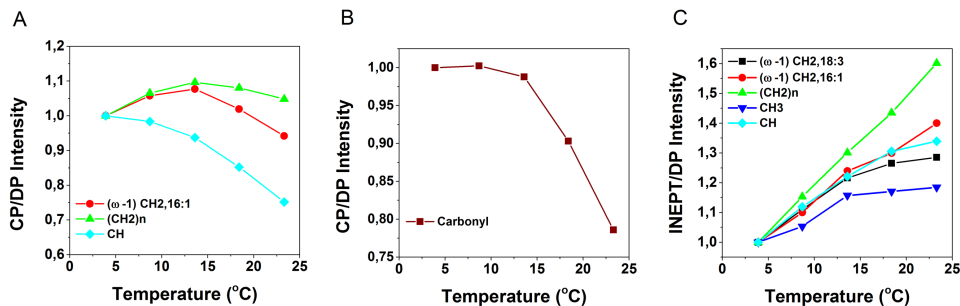 A
CP/DP Intensity
1,2
1,1
1,0
0,9
0,8
0,7
0,6
(ω -1) CH2,16:1
(CH2)n
CH
0 5 10 15 20 25
Temperature (oC)
B
CP/DP Intensity
1,00
0,95
0,90
0,85
0,80
0,75
Carbonyl
0 5 10 15 20 25
Temperature (oC)
C
INEPT/DP Intensity
1,6
1,5
1,4
1,3
1,2
1,1
1,0
(ω -1) CH2,18:3
(ω -1) CH2,16:1
(CH2)n
CH3
CH
0 5 10 15 20 25
Temperature (oC)